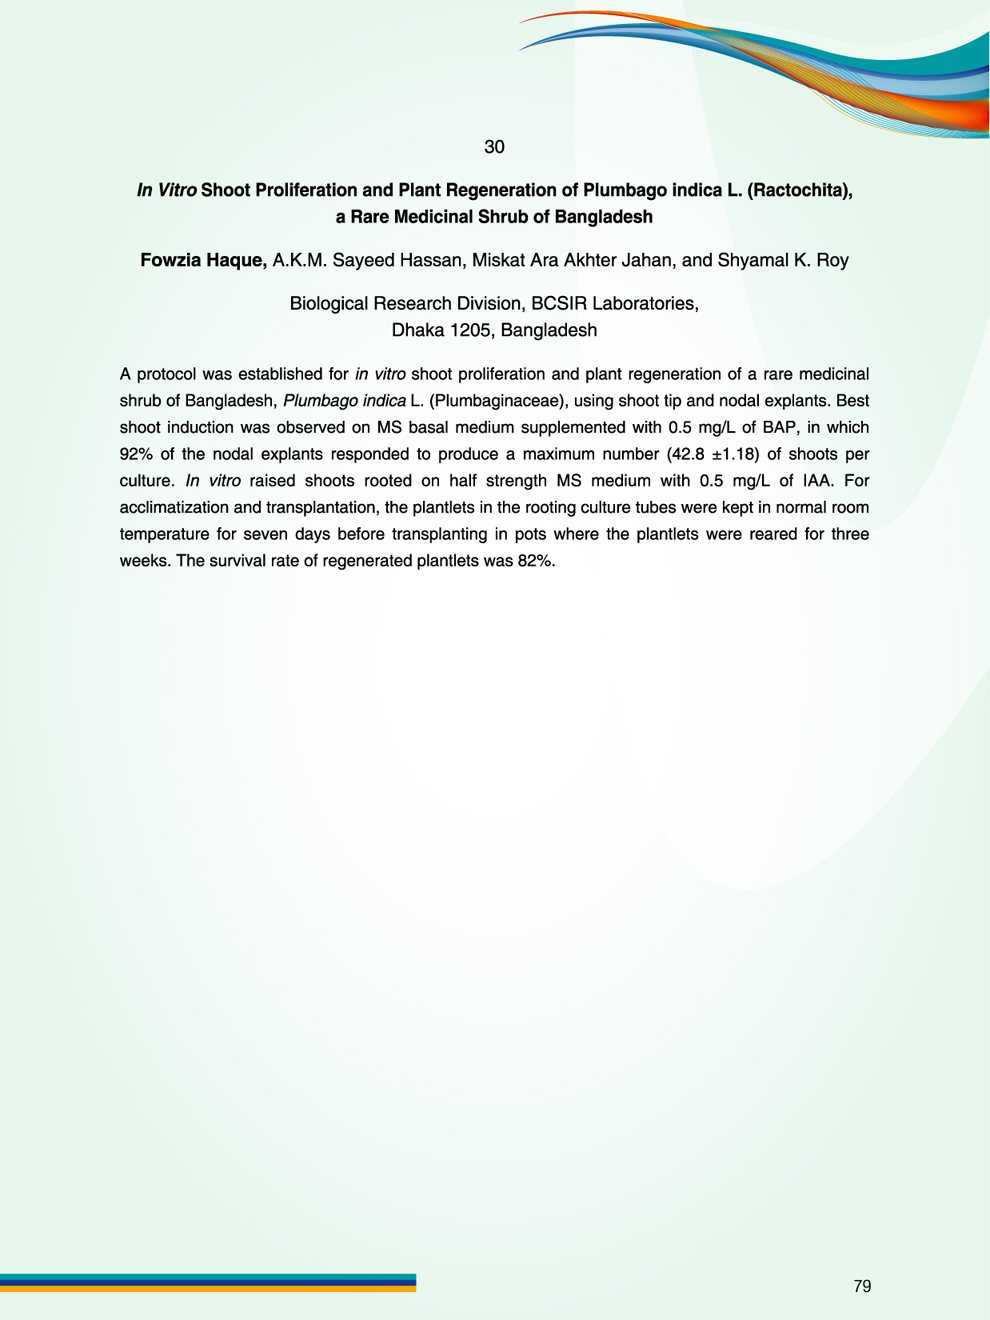 30
In Vitro Shoot Proliferation and Plant Regeneration of Plumbago indica L. (Ractochita),
a Rare Medicinal Shrub of Bangladesh
Fowzia Haque, A.K.M. Sayeed Hassan, Miskat Ara Akhter Jahan, and Shyamal K. Roy
Biological Research Division, BCSIR Laboratories,
Dhaka 1205, Bangladesh
A protocol was established for in vitro shoot proliferation and plant regeneration of a rare medicinal
shrub of Bangladesh, Plumbago indica L. (Plumbaginaceae), using shoot tip and nodal explants. Best
shoot induction was observed on MS basal medium supplemented with 0.5 mg/L of BAP, in which
92% of the nodal explants responded to produce a maximum number (42.8 ±1.18) of shoots per
culture. In vitro raised shoots rooted on half strength MS medium with 0.5 mg/L of IAA. For
acclimatization and transplantation, the plantlets in the rooting culture tubes were kept in normal room
temperature for seven days before transplanting in pots where the plantlets were reared for three
weeks. The survival rate of regenerated plantlets was 82%.
79